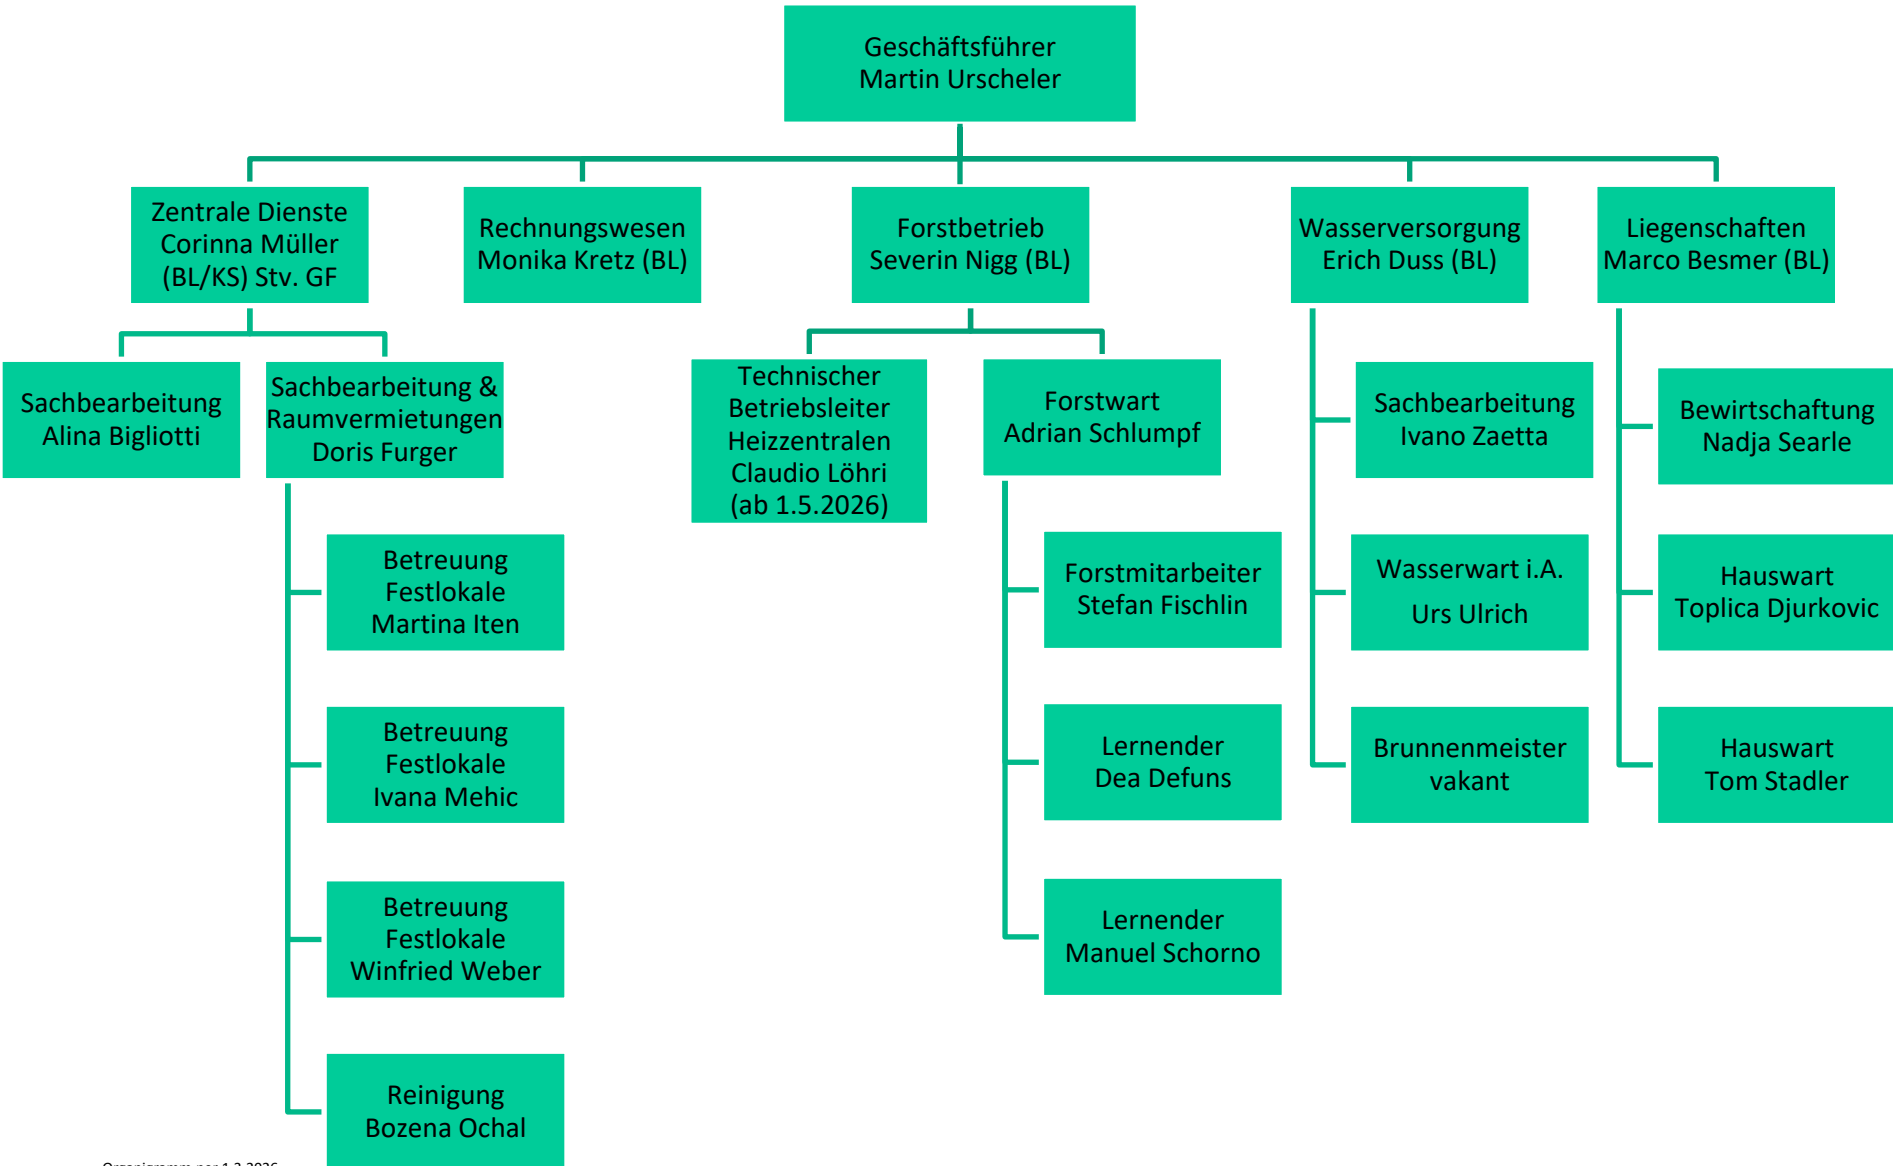 Geschäftsführer
Martin Urscheler
Zentrale Dienste
Corinna Müller
(BL/KS) Stv. GF
Rechnungswesen
Monika Kretz (BL)
Forstbetrieb
Severin Nigg (BL)
Wasserversorgung
Erich Duss (BL)
Liegenschaften
Marco Besmer (BL)
Sachbearbeitung
Alina Bigliotti
Sachbearbeitung &
Raumvermietungen
Doris Furger
Technischer
Betriebsleiter
Heizzentralen
Claudio Löhri
(ab 1.5.2026)
Forstwart
Adrian Schlumpf
Sachbearbeitung
Ivano Zaetta
Bewirtschaftung
Nadja Searle
Betreuung
Festlokale
Martina Iten
Forstmitarbeiter
Stefan Fischlin
Wasserwart i.A.
Urs Ulrich
Hauswart
Toplica Djurkovic
Betreuung
Festlokale
Ivana Mehic
Lernender
Dea Defuns
Brunnenmeister
vakant
Hauswart
Tom Stadler
Betreuung
Festlokale
Winfried Weber
Lernender
Manuel Schorno
Reinigung
Bozena Ochal